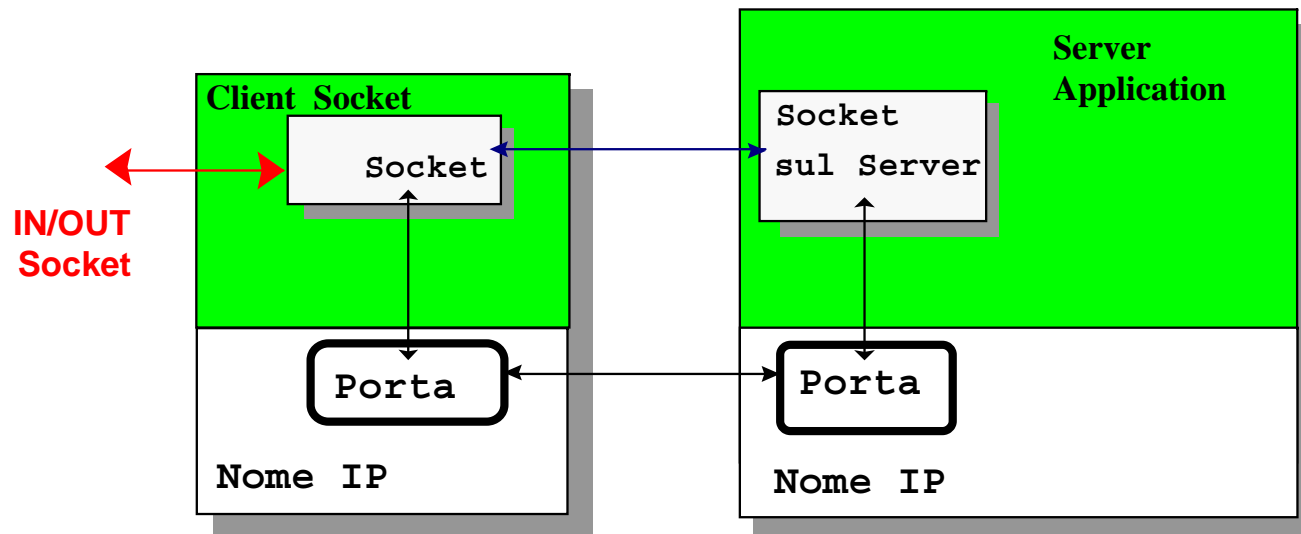 Client Socket
Socket
IN/OUT
Socket
Porta
Nome IP
Server
Application
Socket
sul Server
Porta
Nome IP